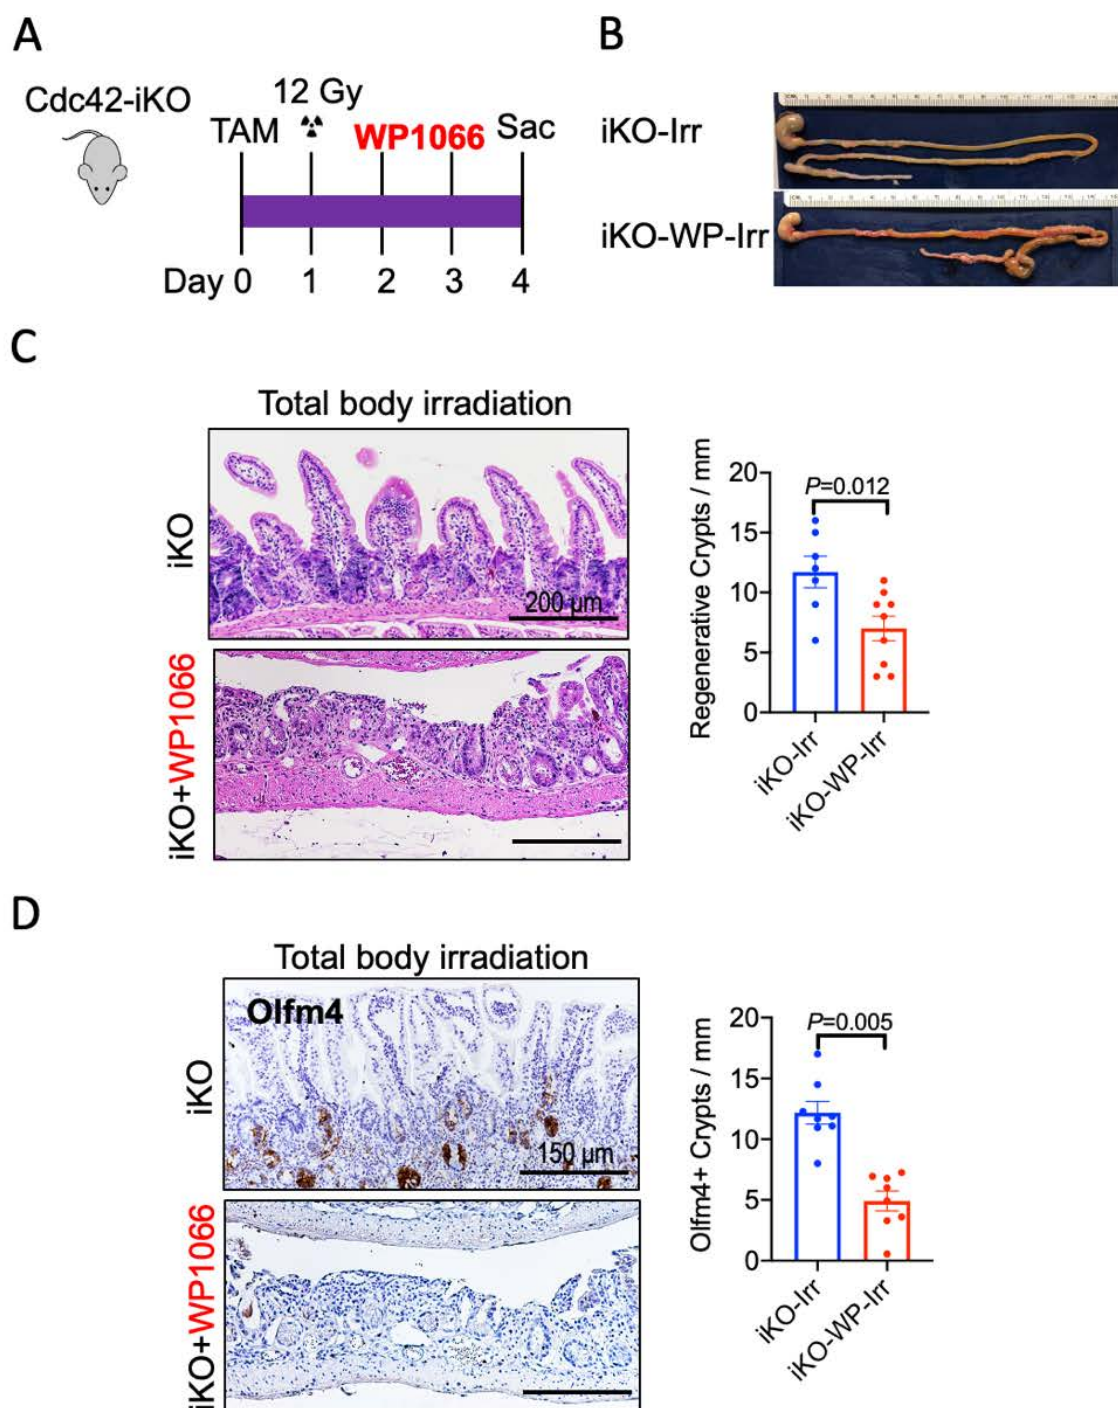 A
Cdc42-iKO
12 Gy
TAM
WP1066
Sac
Day 0 1 2 3 4
B
iKO-Irr
iKO-WP-Irr
C
Total body irradiation
iKO
200 µm
iKO+WP1066
Regenerative Crypts / mm
20
15
10
5
0
P=0.012
iKO-Irr
iKO-WP-Irr
D
Total body irradiation
Olfm4
iKO
150 µm
iKO+WP1066
Olfm4+ Crypts / mm
20
15
10
5
0
P=0.005
iKO-Irr
iKO-WP-Irr